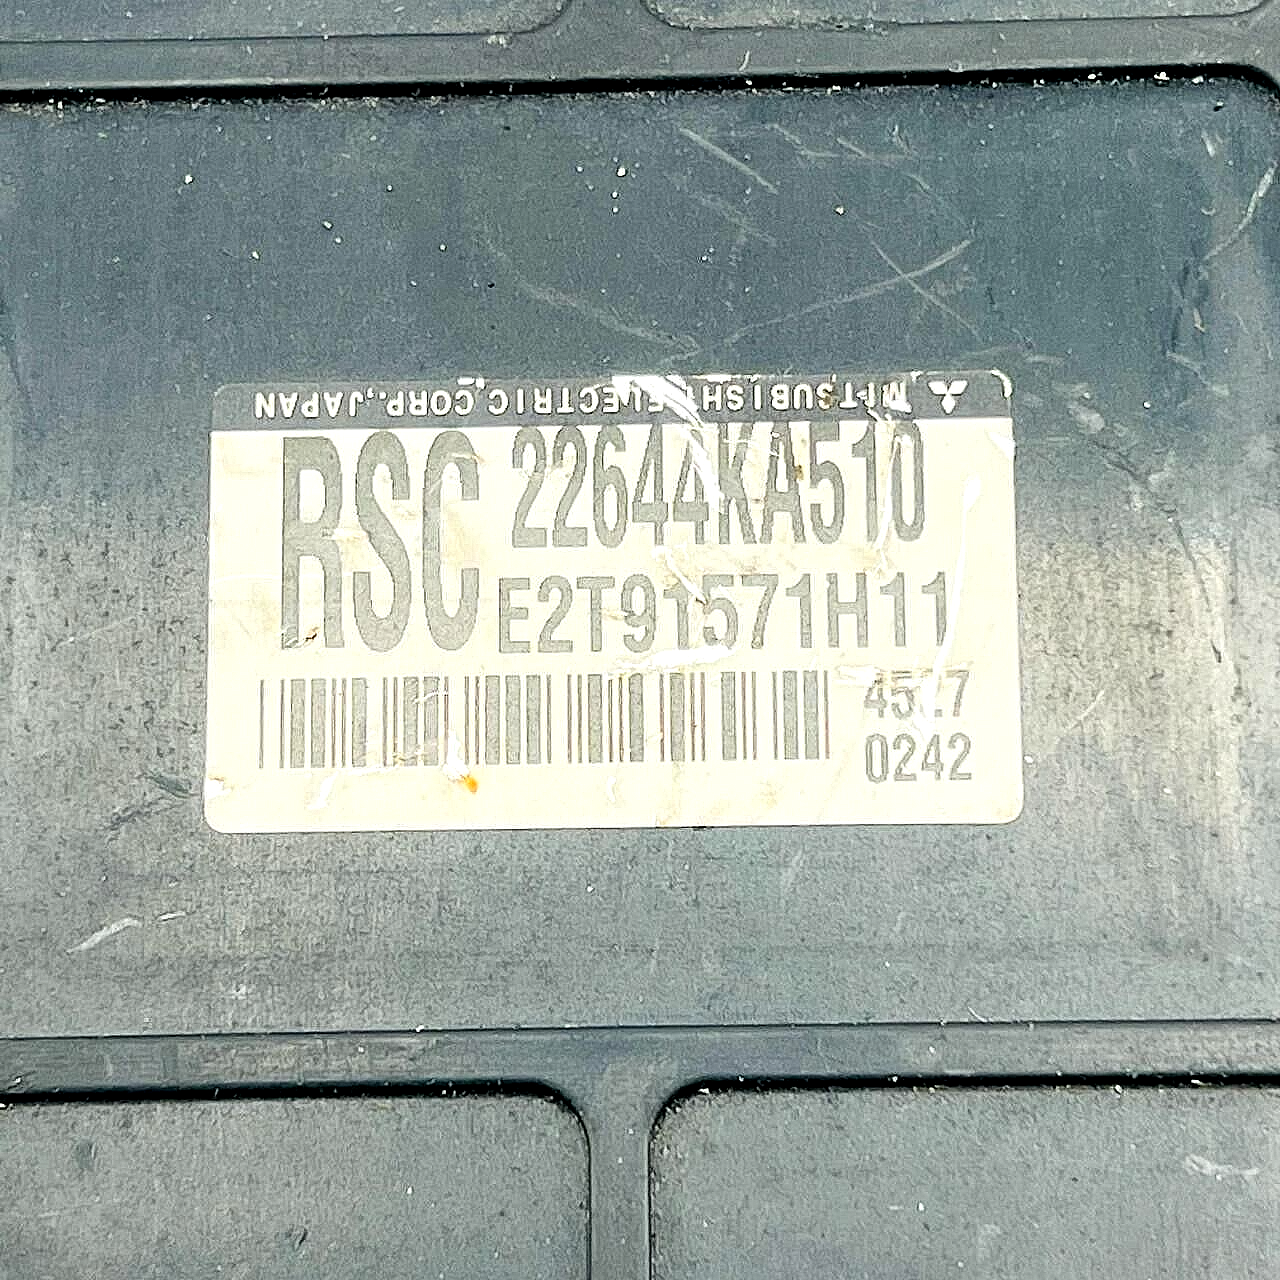 MITSUBISHI ELECTRIC CORP.,JAPAN
RSC 22644KA510
E2T91571H11
0242